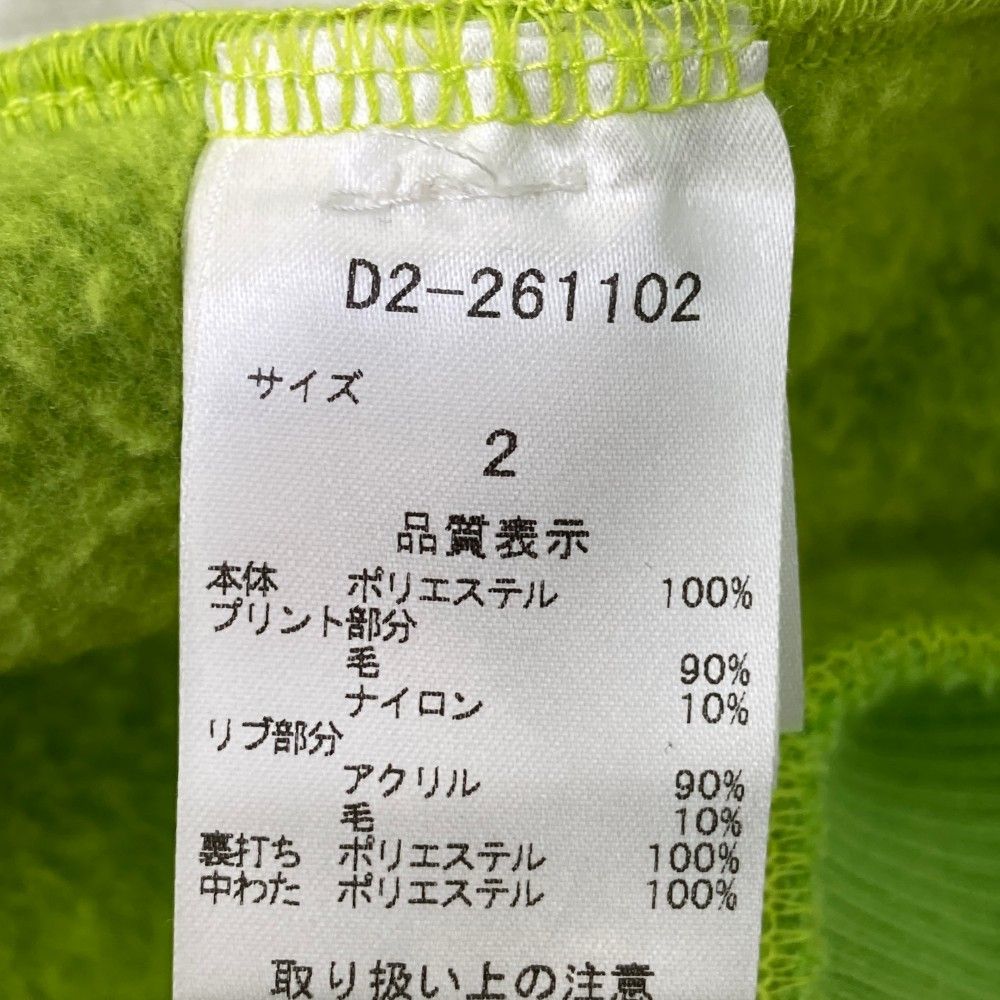 D2-261102
サイズ
2
品質表示
本体 ポリエステル 100%
プリント部分
毛 90%
ナイロン 10%
リブ部分
アクリル 90%
毛 10%
裏打ち ポリエステル 100%
中わた ポリエステル 100%
取り扱い上の注意